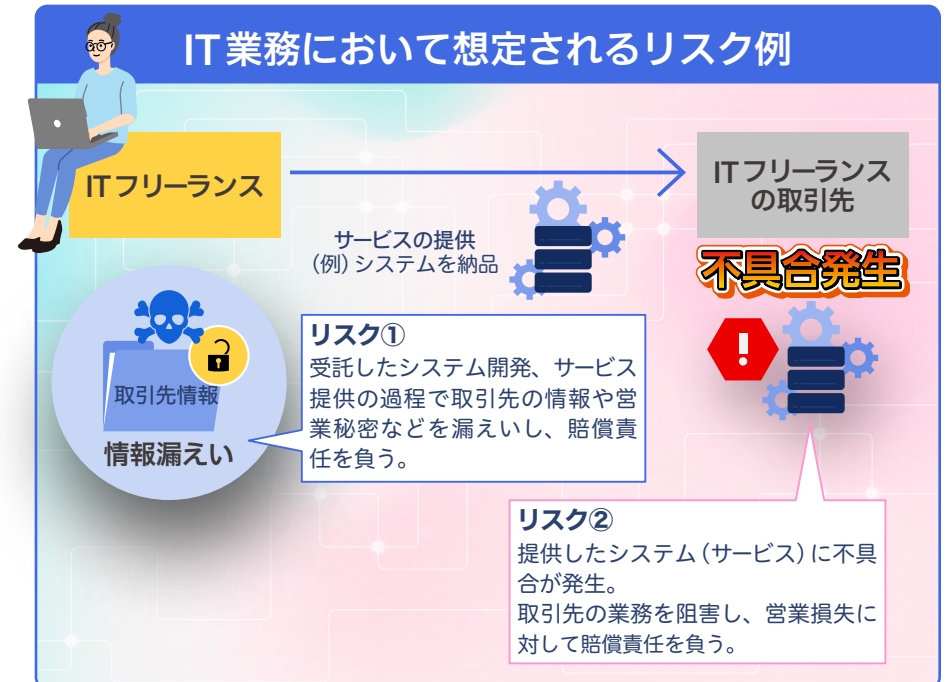 IT業務において想定されるリスク例
ITフリーランス
ITフリーランス
の取引先
サービスの提供
(例)システムを納品
不具合発生
取引先情報
情報漏えい
リスク①
受託したシステム開発、サービス
提供の過程で取引先の情報や営
業秘密などを漏えいし、賠償責
任を負う。
リスク②
提供したシステム(サービス)に不具
合が発生。
取引先の業務を阻害し、営業損失に
対して賠償責任を負う。